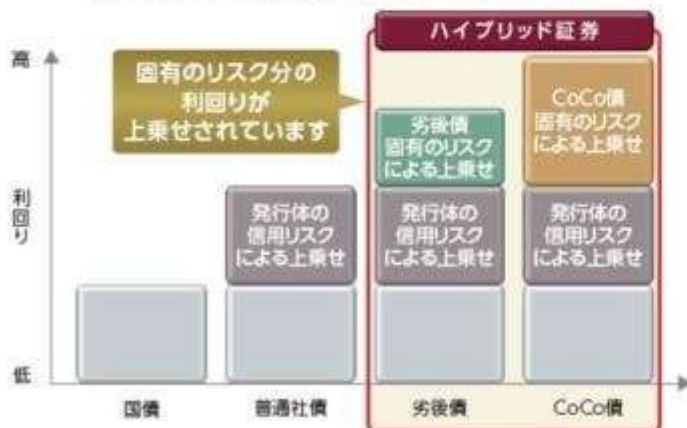 ハイブリッド証券
高
固有のリスク分の
利回りが
上乗せされています
CoCo債
固有のリスク
による上乗せ
劣後債
固有のリスク
による上乗せ
利回り
発行体の
信用リスク
による上乗せ
発行体の
信用リスク
による上乗せ
発行体の
信用リスク
による上乗せ
低
国債
普通社債
劣後債
CoCo債